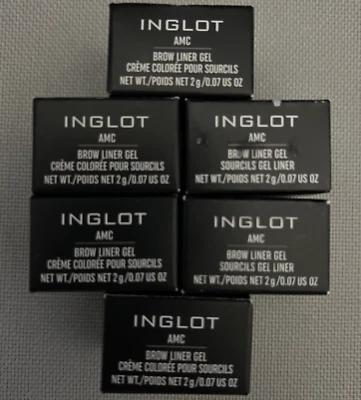 INGLOT
AMC
BROW LINER GEL
CRÈME COLORÉE POUR SOURCILS
NET WT./POIDS NET 2 g/0.07 US OZ
INGLOT
AMC
BROW LINER GEL
CRÈME COLORÉE POUR SOURCILS
NET WT./POIDS NET 2 g/0.07 US OZ
INGLOT
AMC
BROW LINER GEL
SOURCILS GEL LINER
NET WT./POIDS NET 2 g/0.07 US OZ
INGLOT
AMC
BROW LINER GEL
CRÈME COLORÉE POUR SOURCILS
NET WT./POIDS NET 2 g/0.07 US OZ
INGLOT
AMC
BROW LINER GEL
SOURCILS GEL LINER
NET WT./POIDS NET 2 g/0.07 US OZ
INGLOT
AMC
BROW LINER GEL
CRÈME COLORÉE POUR SOURCILS
NET WT./POIDS NET 2 g/0.07 US OZ